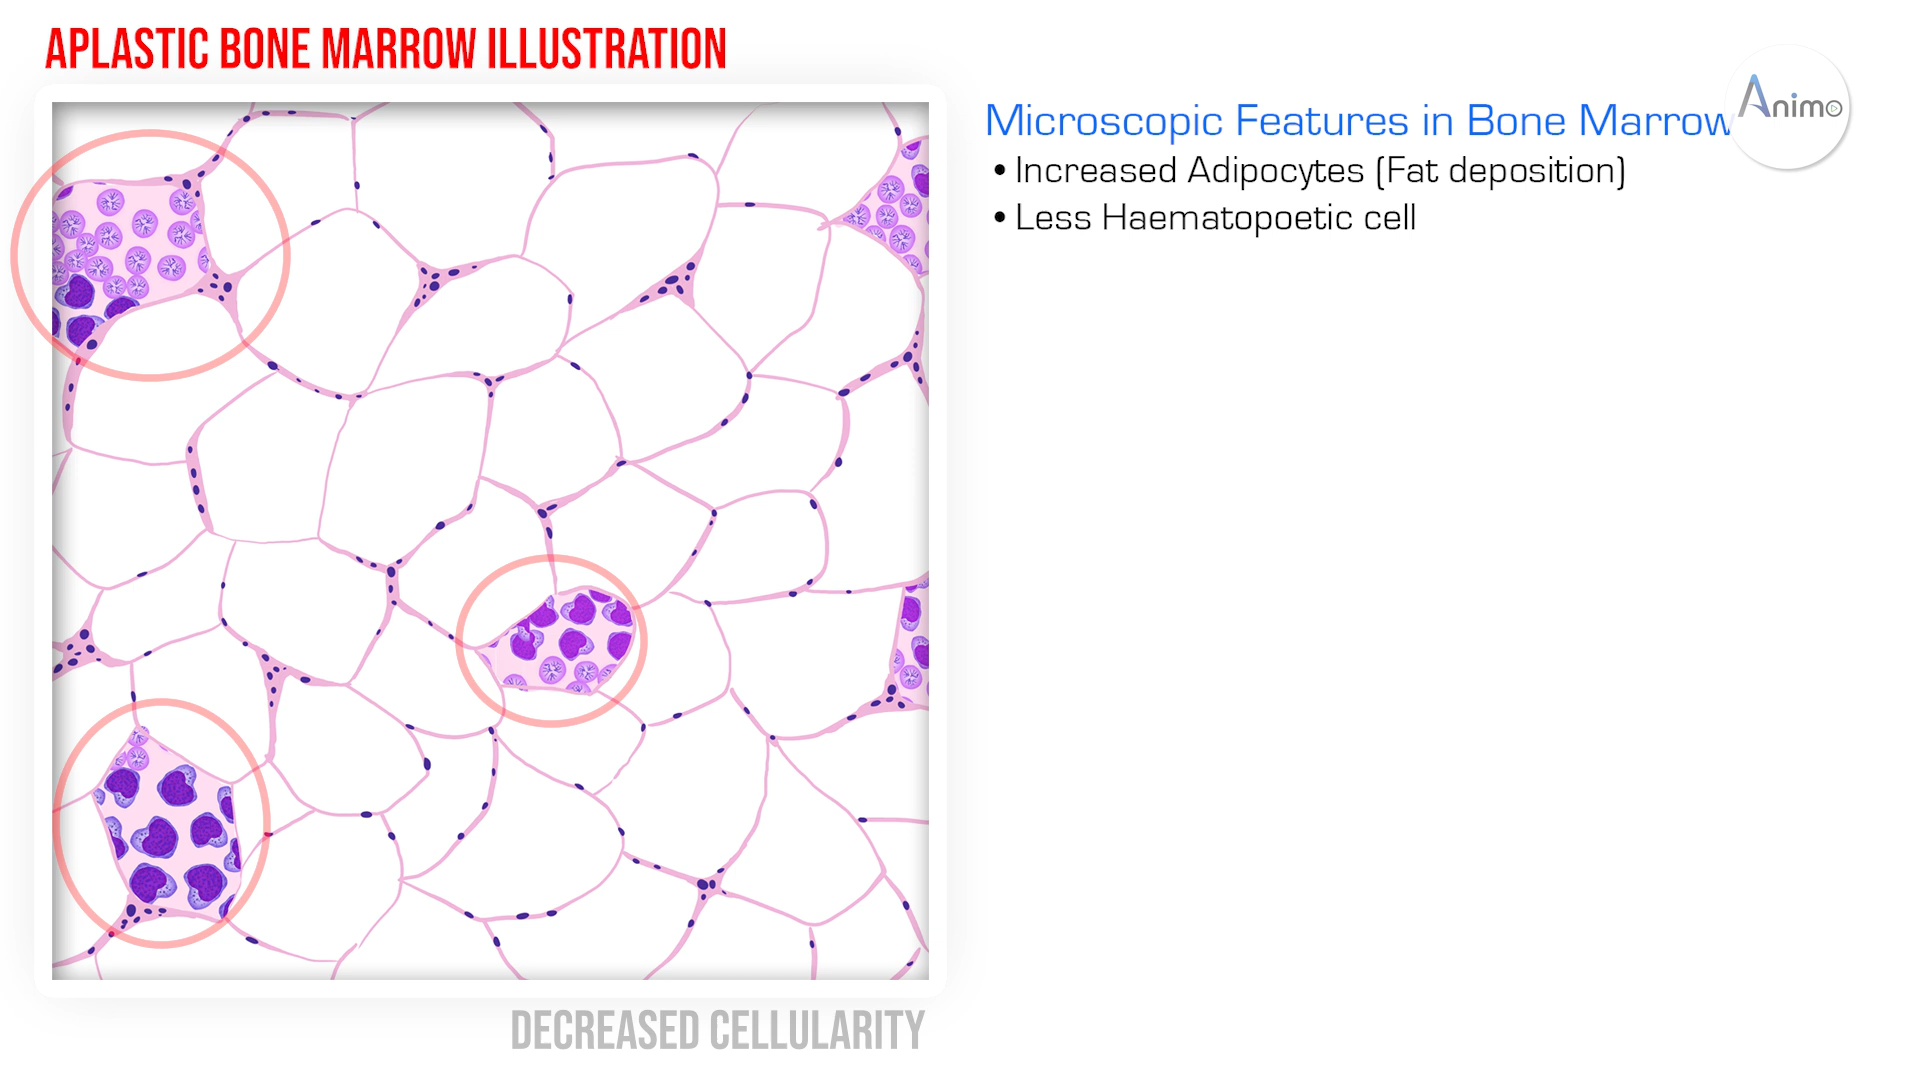 APLASTIC BONE MARROW ILLUSTRATION
Microscopic Features in Bone Marrow
Animo
• Increased Adipocytes (Fat deposition)
• Less Haematopoetic cell
DECREASED CELLULARITY